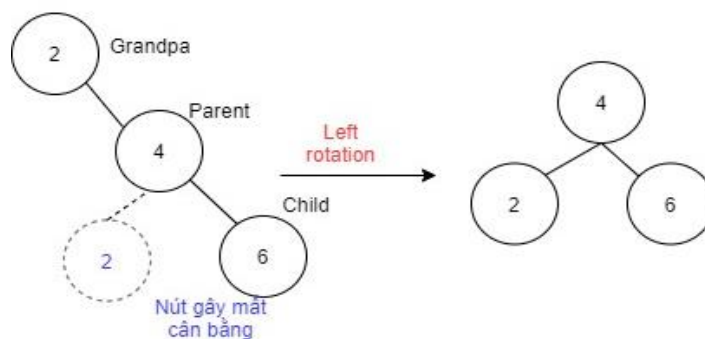 2
Grandpa
Parent
4
2
Child
6
Nút gây mất
cân bằng
Left
rotation
4
2
6